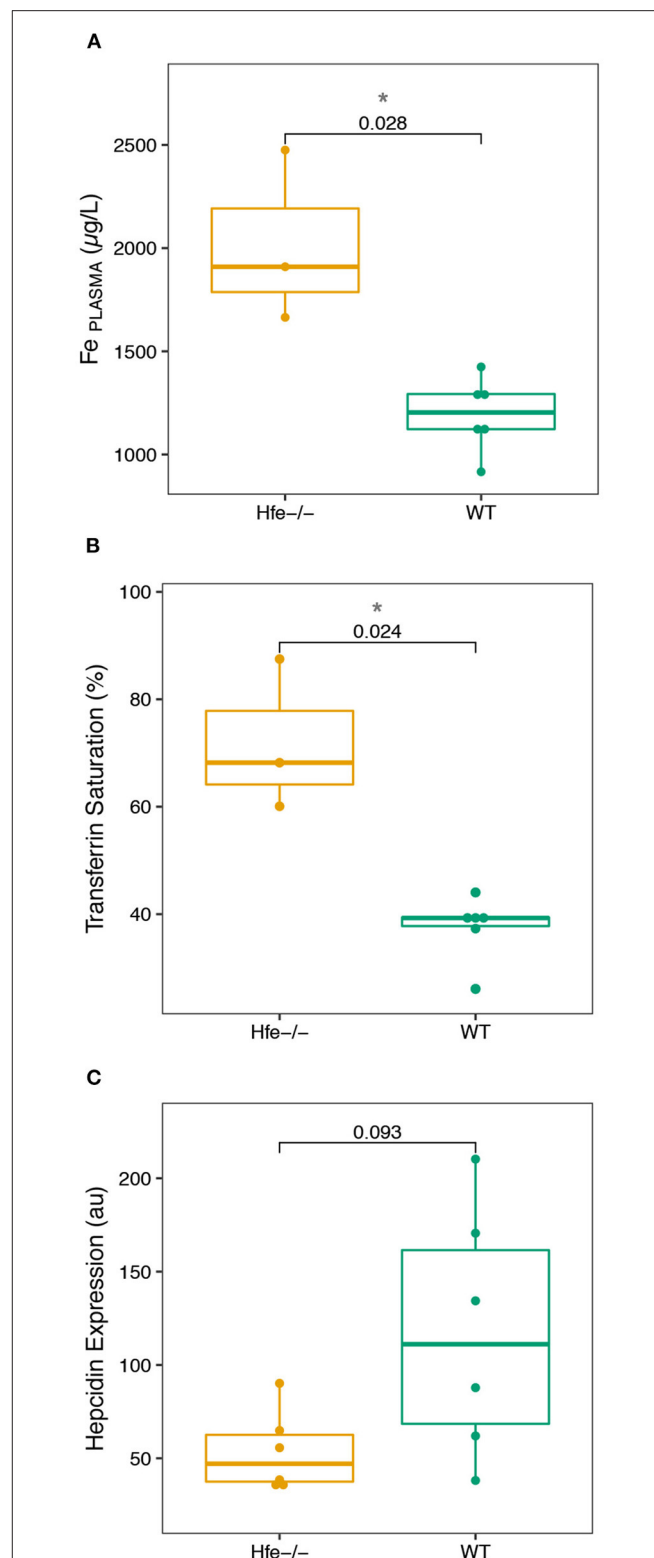 A
*
0.028
2500
2000
1500
1000
Fe PLASMA (µg/L)
Hfe−/−
WT
B
*
0.024
100
80
60
40
Transferrin Saturation (%)
Hfe−/−
WT
C
0.093
200
150
100
50
Hepcidin Expression (au)
Hfe−/−
WT